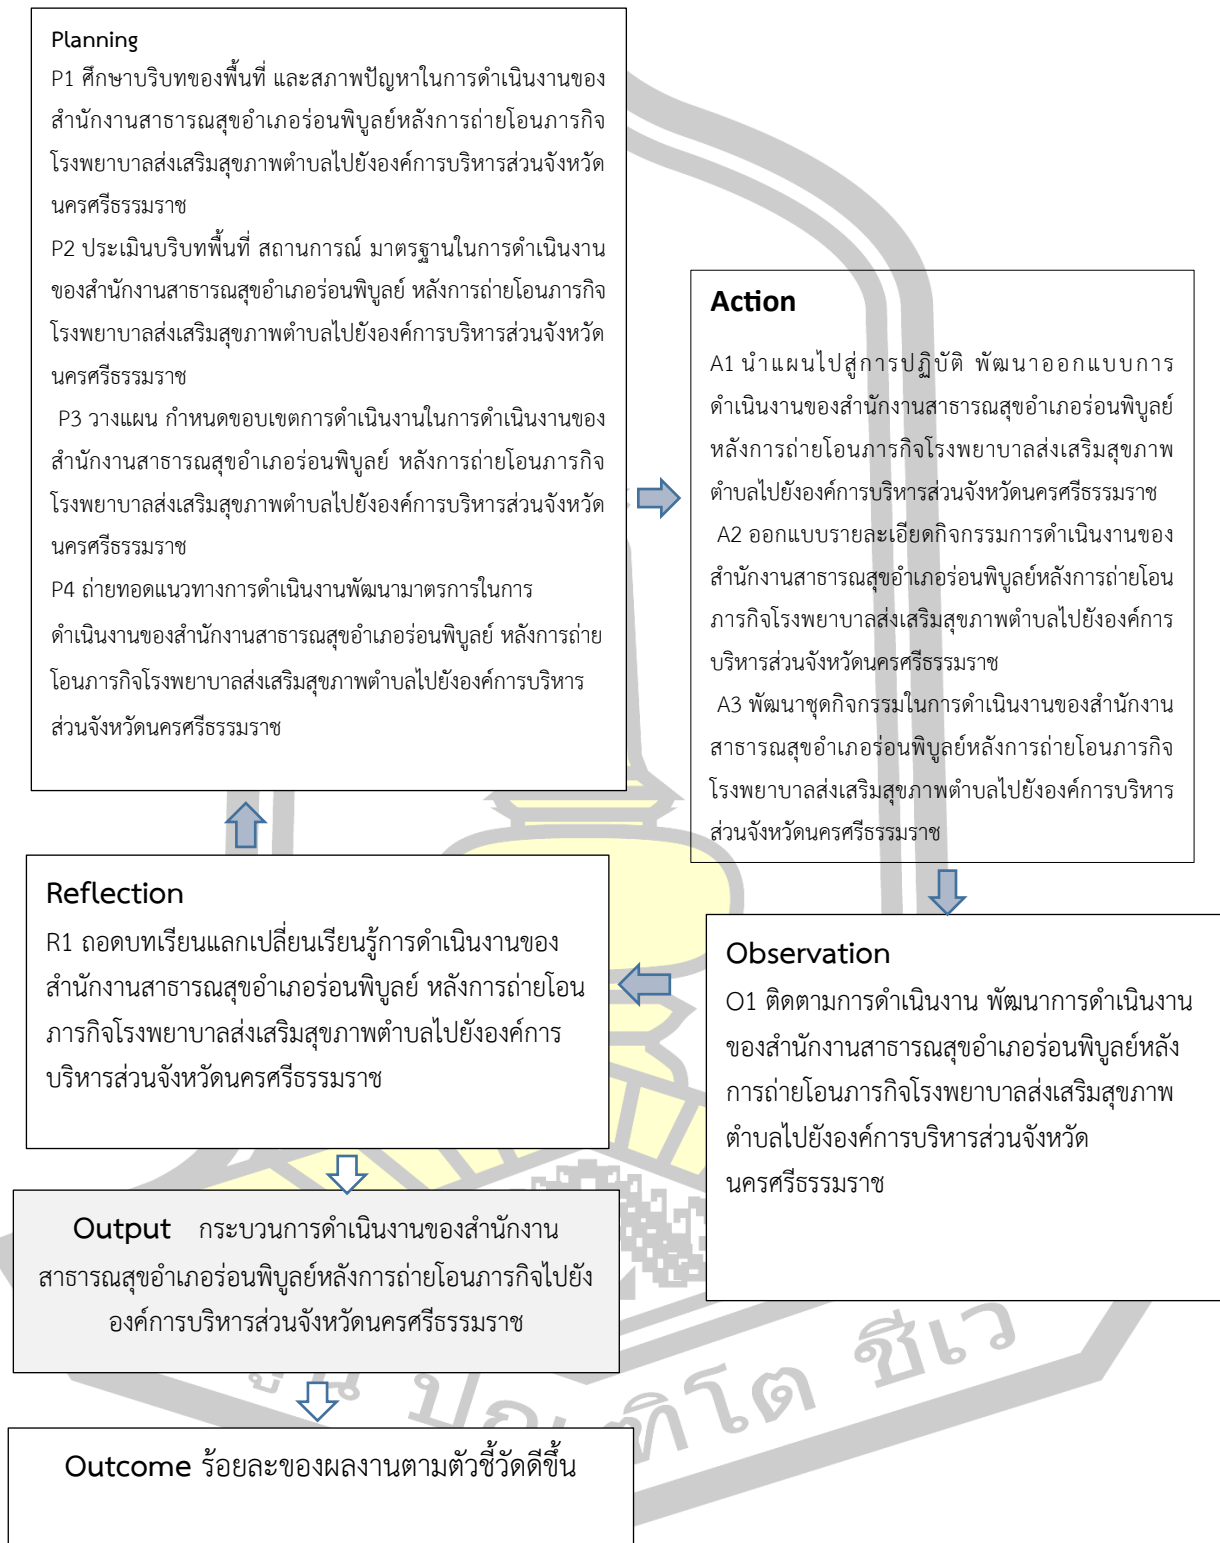 Planning
P1 ศึกษาบริบทของพื้นที่ และสภาพปัญหาในการดำเนินงานของ
สำนักงานสาธารณสุขอำเภอร่อนพิบูลย์หลังการถ่ายโอนภารกิจ
โรงพยาบาลส่งเสริมสุขภาพตำบลไปยังองค์การบริหารส่วนจังหวัด
นครศรีธรรมราช
P2 ประเมินบริบทพื้นที่ สถานการณ์ มาตรฐานในการดำเนินงาน
ของสำนักงานสาธารณสุขอำเภอร่อนพิบูลย์ หลังการถ่ายโอนภารกิจ
โรงพยาบาลส่งเสริมสุขภาพตำบลไปยังองค์การบริหารส่วนจังหวัด
นครศรีธรรมราช
P3 วางแผน กำหนดขอบเขตการดำเนินงานในการดำเนินงานของ
สำนักงานสาธารณสุขอำเภอร่อนพิบูลย์ หลังการถ่ายโอนภารกิจ
โรงพยาบาลส่งเสริมสุขภาพตำบลไปยังองค์การบริหารส่วนจังหวัด
นครศรีธรรมราช
P4 ถ่ายทอดแนวทางการดำเนินงานพัฒนามาตรการในการ
ดำเนินงานของสำนักงานสาธารณสุขอำเภอร่อนพิบูลย์ หลังการถ่าย
โอนภารกิจโรงพยาบาลส่งเสริมสุขภาพตำบลไปยังองค์การบริหาร
ส่วนจังหวัดนครศรีธรรมราช
Action
A1 นำแผนไปสู่การปฏิบัติ พัฒนาออกแบบการ
ดำเนินงานของสำนักงานสาธารณสุขอำเภอร่อนพิบูลย์
หลังการถ่ายโอนภารกิจโรงพยาบาลส่งเสริมสุขภาพ
ตำบลไปยังองค์การบริหารส่วนจังหวัดนครศรีธรรมราช
A2 ออกแบบรายละเอียดกิจกรรมการดำเนินงานของ
สำนักงานสาธารณสุขอำเภอร่อนพิบูลย์หลังการถ่ายโอน
ภารกิจโรงพยาบาลส่งเสริมสุขภาพตำบลไปยังองค์การ
บริหารส่วนจังหวัดนครศรีธรรมราช
A3 พัฒนาชุดกิจกรรมในการดำเนินงานของสำนักงาน
สาธารณสุขอำเภอร่อนพิบูลย์หลังการถ่ายโอนภารกิจ
โรงพยาบาลส่งเสริมสุขภาพตำบลไปยังองค์การบริหาร
ส่วนจังหวัดนครศรีธรรมราช
Observation
O1 ติดตามการดำเนินงาน พัฒนาการดำเนินงาน
ของสำนักงานสาธารณสุขอำเภอร่อนพิบูลย์หลัง
การถ่ายโอนภารกิจโรงพยาบาลส่งเสริมสุขภาพ
ตำบลไปยังองค์การบริหารส่วนจังหวัด
นครศรีธรรมราช
Reflection
R1 ถอดบทเรียนแลกเปลี่ยนเรียนรู้การดำเนินงานของ
สำนักงานสาธารณสุขอำเภอร่อนพิบูลย์ หลังการถ่ายโอน
ภารกิจโรงพยาบาลส่งเสริมสุขภาพตำบลไปยังองค์การ
บริหารส่วนจังหวัดนครศรีธรรมราช
Output กระบวนการดำเนินงานของสำนักงาน
สาธารณสุขอำเภอร่อนพิบูลย์หลังการถ่ายโอนภารกิจไปยัง
องค์การบริหารส่วนจังหวัดนครศรีธรรมราช
Outcome ร้อยละของผลงานตามตัวชี้วัดดีขึ้น
ชีเว